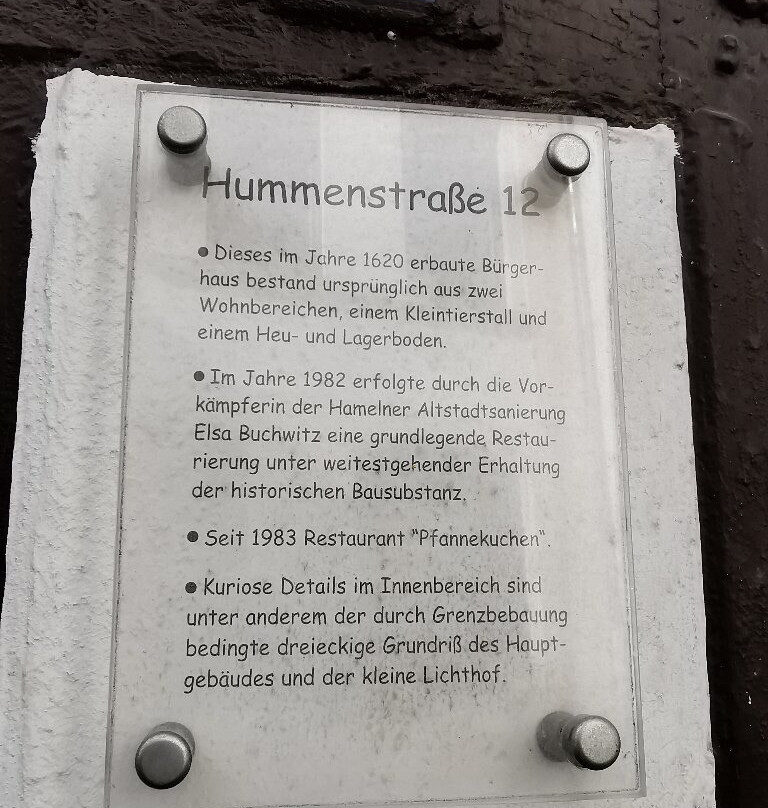 Hummenstraße 12
● Dieses im Jahre 1620 erbaute Bürger-
haus bestand ursprünglich aus zwei
Wohnbereichen, einem Kleintierstall und
einem Heu- und Lagerboden.
● Im Jahre 1982 erfolgte durch die Vor-
kämpferin der Hamelner Altstadtsanierung
Elsa Buchwitz eine grundlegende Restau-
rierung unter weitestgehender Erhaltung
der historischen Bausubstanz.
● Seit 1983 Restaurant "Pfannekuchen".
● Kuriose Details im Innenbereich sind
unter anderem der durch Grenzbebauung
bedingte dreieckige Grundriß des Haupt-
gebäudes und der kleine Lichthof.